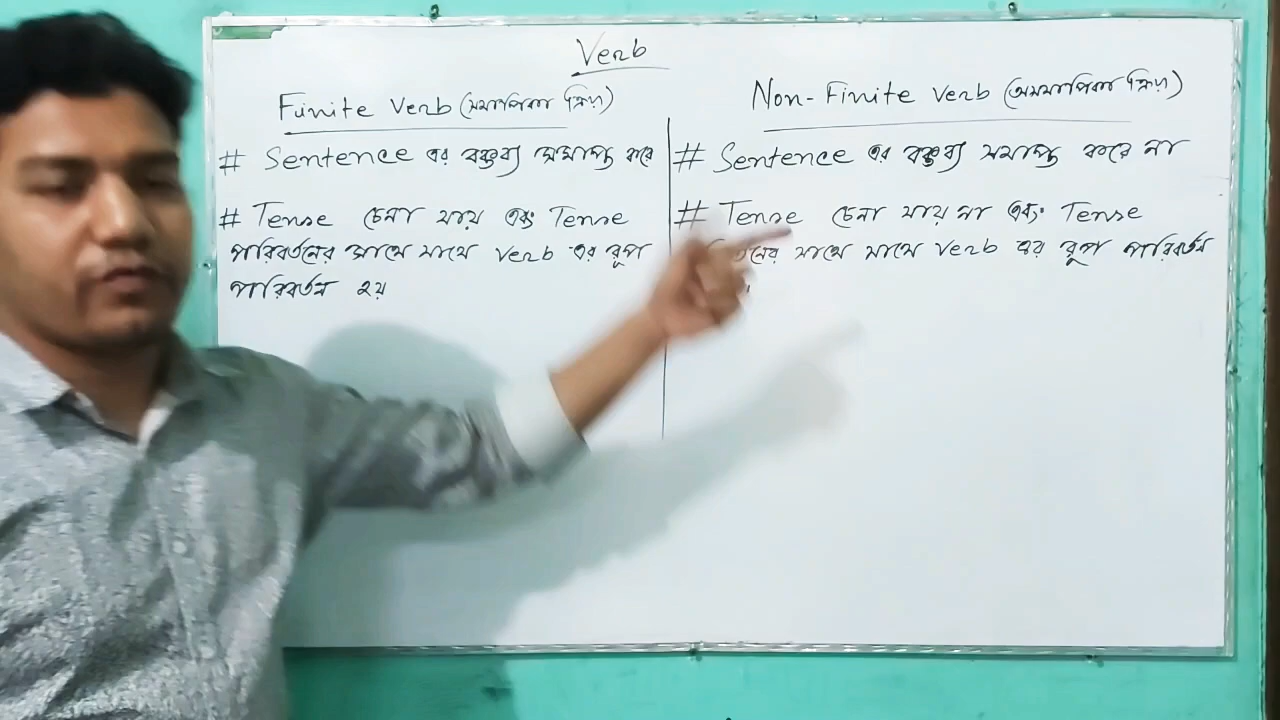 Verb
Finite Verb (সমাপিকা ক্রিয়া)
# Sentence এর বক্তব্য সমাপ্ত করে
# Tense চেনা যায় এবং Tense
পরিবর্তনের সাথে সাথে Verb এর রূপ
পরিবর্তন হয়
Non-Finite Verb (অসমাপিকা ক্রিয়া)
# Sentence এর বক্তব্য সমাপ্ত করে না
# Tense চেনা যায় না এবং Tense
সাথে সাথে Verb এর রূপ পরিবর্তন